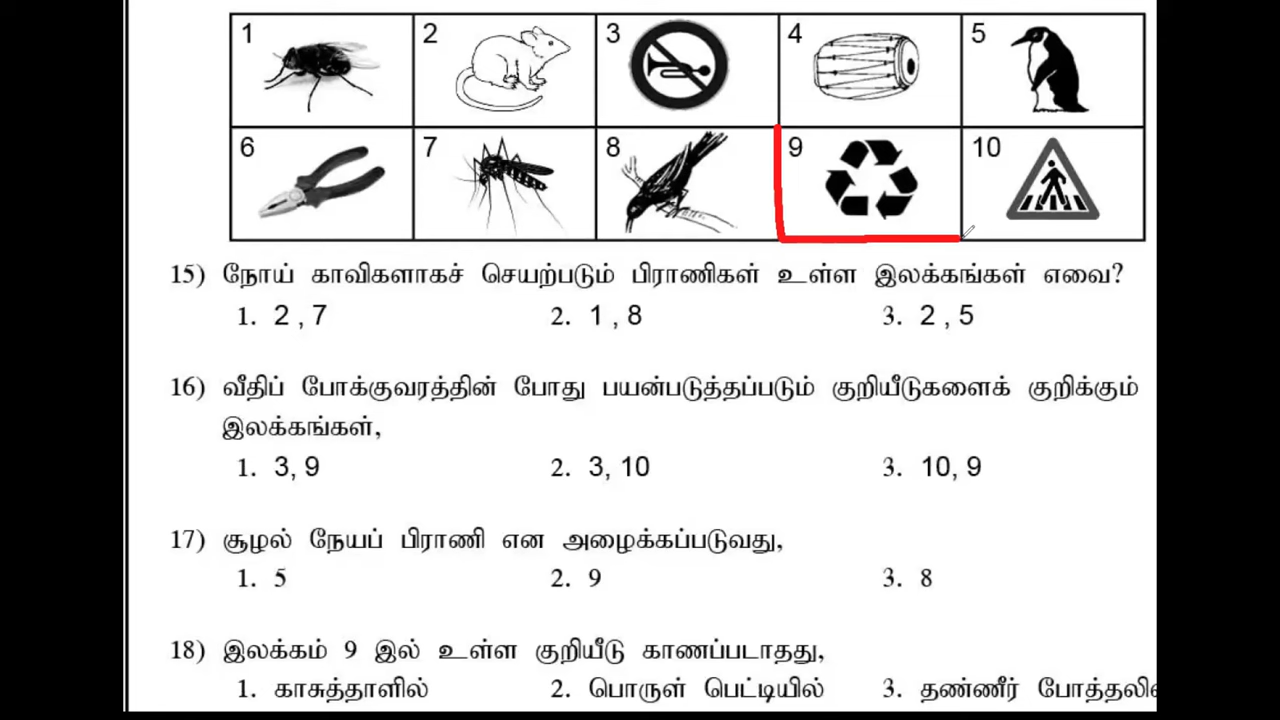 1 2 3 4 5
6 7 8 9 10
15) நோய் காவிகளாகச் செயற்படும் பிராணிகள் உள்ள இலக்கங்கள் எவை?
1. 2 , 7 2. 1 , 8 3. 2 , 5
16) வீதிப் போக்குவரத்தின் போது பயன்படுத்தப்படும் குறியீடுகளைக் குறிக்கும்
இலக்கங்கள்,
1. 3, 9 2. 3, 10 3. 10, 9
17) சூழல் நேயப் பிராணி என அழைக்கப்படுவது,
1. 5 2. 9 3. 8
18) இலக்கம் 9 இல் உள்ள குறியீடு காணப்படாதது,
1. காசுத்தாளில் 2. பொருள் பெட்டியில் 3. தண்ணீர்